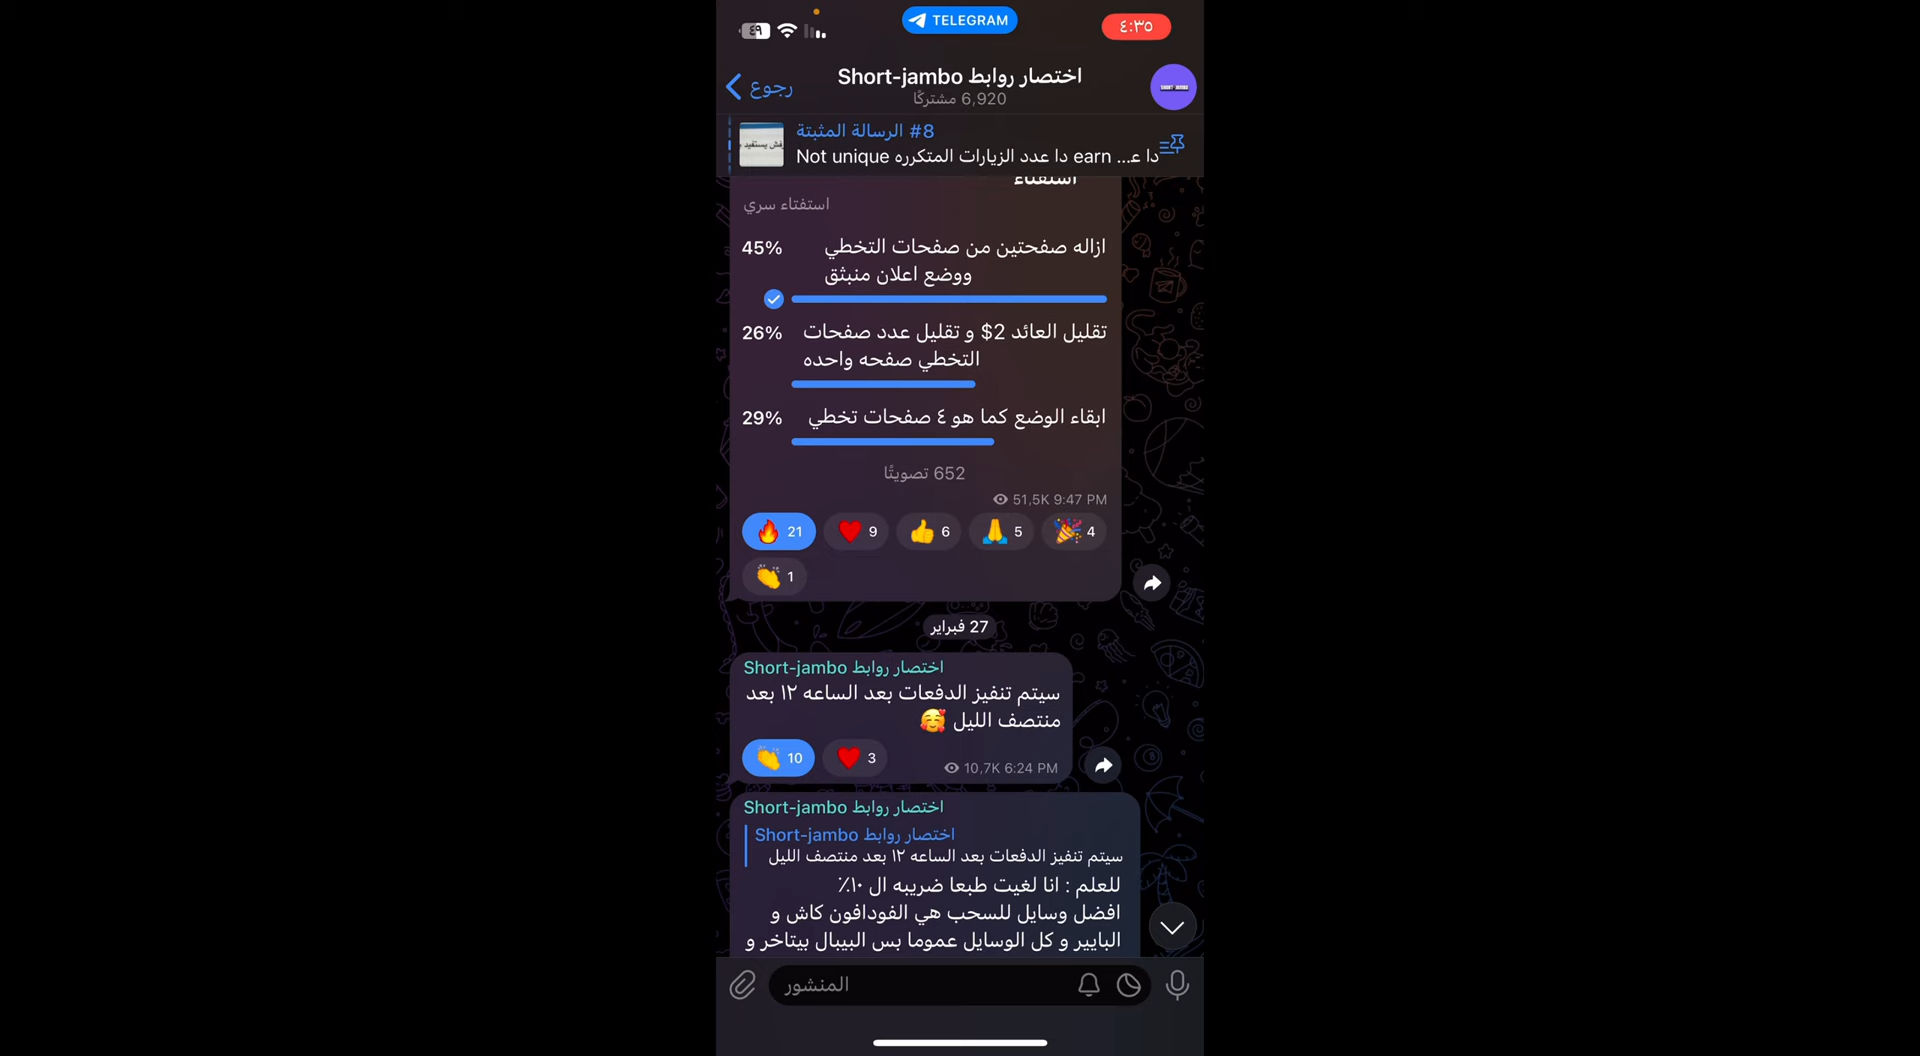 ٤٩
TELEGRAM
٤:٣٥
رجوع
اختصار روابط Short-jambo
6,920 مشتركًا
الرسالة المثبتة #8
دا ع... earn دا عدد الزيارات المتكرره Not unique
استفتاء
استفتاء سري
45%
ازاله صفحتين من صفحات التخطي
ووضع اعلان منبثق
26%
تقليل العائد 2$ و تقليل عدد صفحات
التخطي صفحه واحده
29%
ابقاء الوضع كما هو ٤ صفحات تخطي
652 تصويتًا
51,5K 9:47 PM
21 9 6 5 4
1
27 فبراير
اختصار روابط Short-jambo
سيتم تنفيز الدفعات بعد الساعه ١٢ بعد
منتصف الليل 🥰
10 3
10,7K 6:24 PM
اختصار روابط Short-jambo
اختصار روابط Short-jambo
سيتم تنفيز الدفعات بعد الساعه ١٢ بعد منتصف الليل
للعلم : انا لغيت طبعا ضريبه ال ١٠٪
افضل وسايل للسحب هي الفودافون كاش و
البايير و كل الوسايل عموما بس البيبال بيتاخر و
المنشور